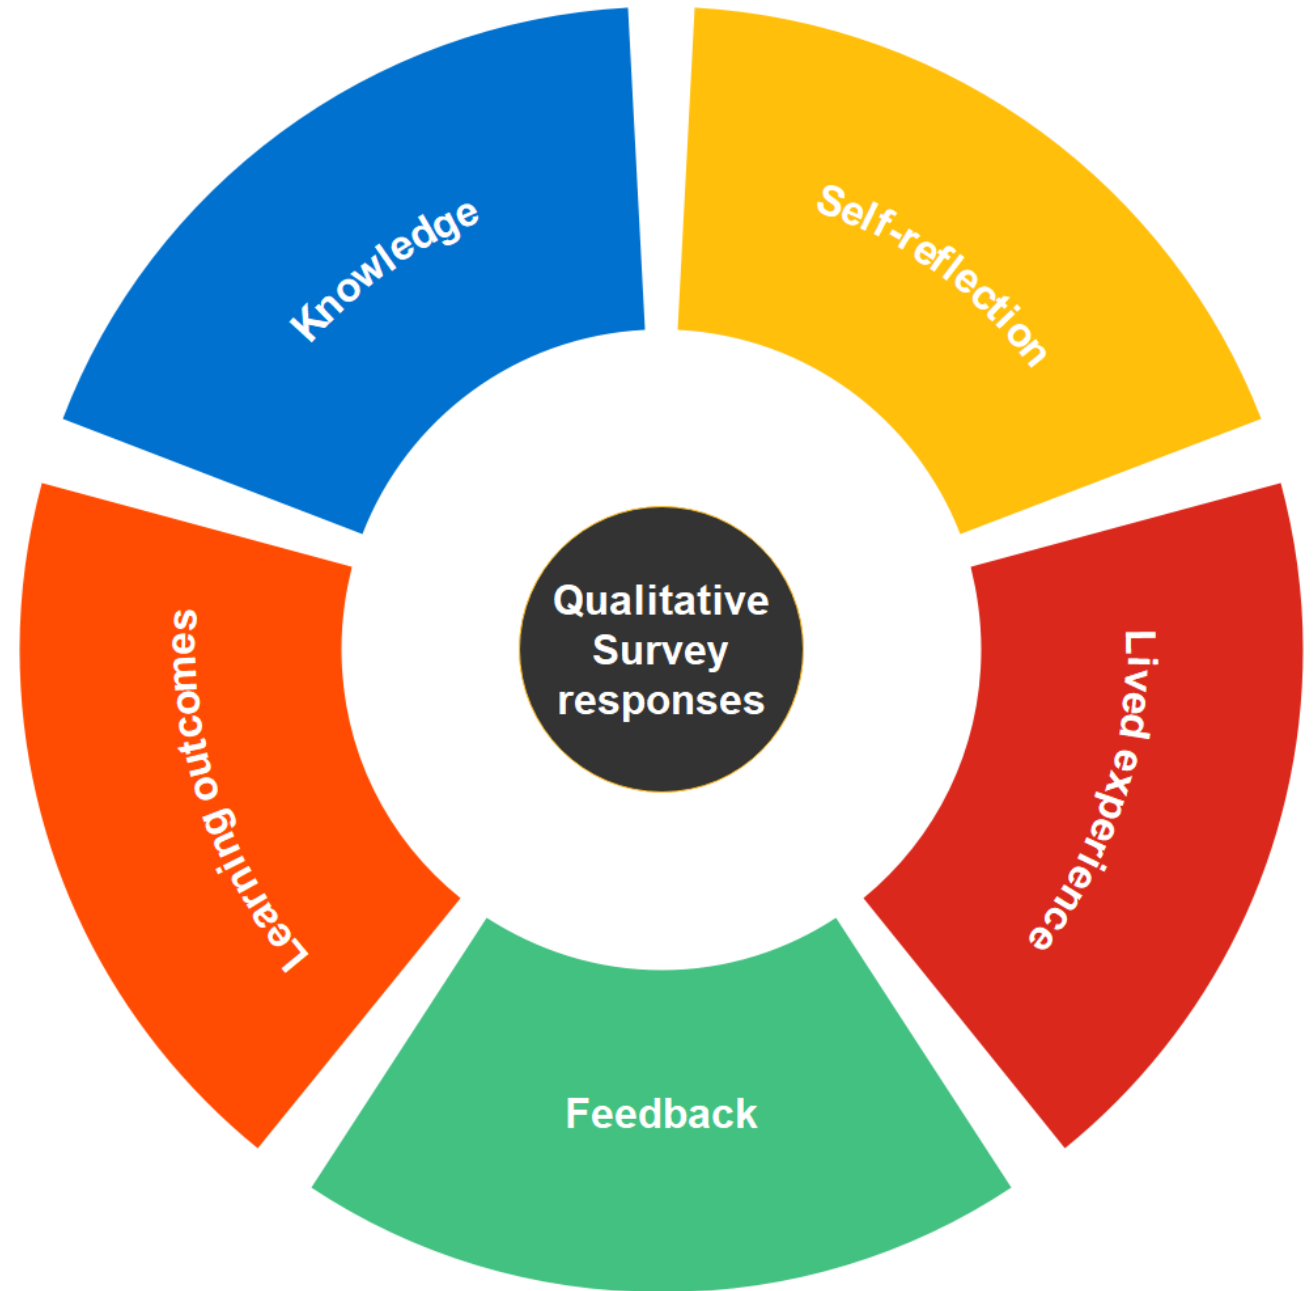 Knowledge
Self-reflection
Qualitative
Survey
responses
Learning outcomes
Lived experience
Feedback